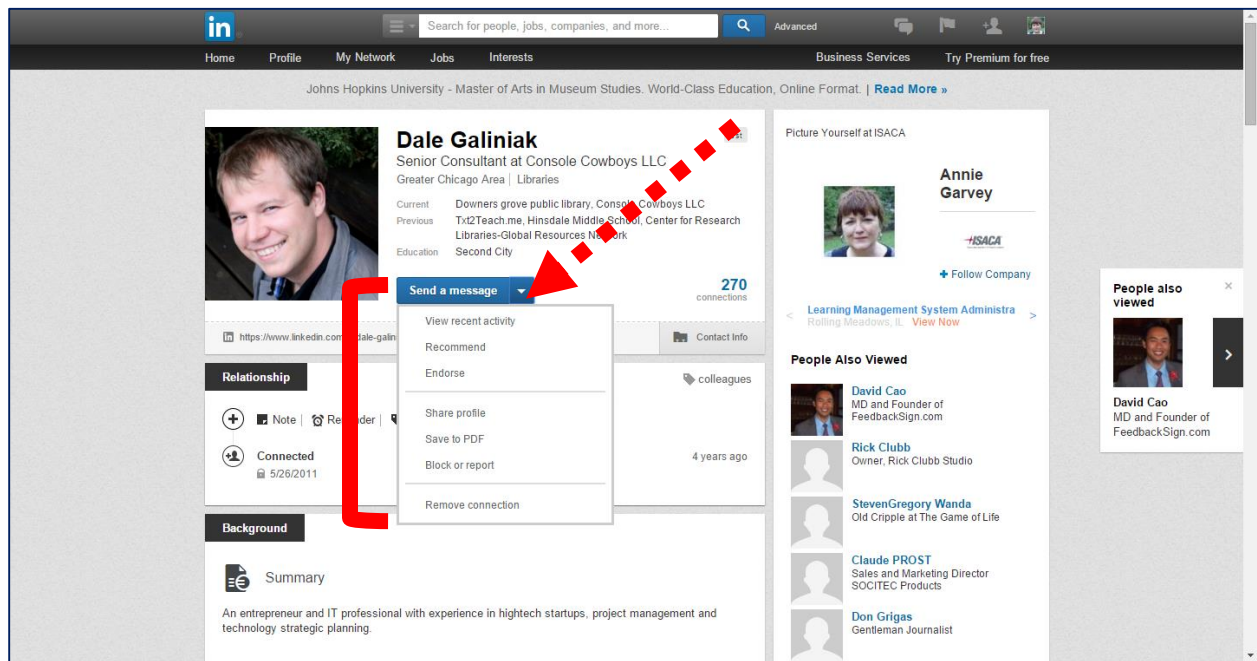 in
Search for people, jobs, companies, and more...
Advanced
Home Profile My Network Jobs Interests
Business Services Try Premium for free
Johns Hopkins University - Master of Arts in Museum Studies. World-Class Education, Online Format. | Read More »
Dale Galiniak
Senior Consultant at Console Cowboys LLC
Greater Chicago Area | Libraries
Current Downers grove public library, Console Cowboys LLC
Previous Txt2Teach.me, Hinsdale Middle School, Center for Research
Libraries-Global Resources
Education Second City
Send a message
270
connections
View recent activity
Recommend
Endorse
Share profile
Save to PDF
Block or report
Remove connection
in https://www.linkedin.com
Contact Info
Relationship
colleagues
Note |
Connected
5/26/2011
4 years ago
Background
Summary
An entrepreneur and IT professional with experience in hightech startups, project management and
technology strategic planning.
Picture Yourself at ISACA
Annie
Garvey
ISACA
+ Follow Company
< Learning Management System Administra >
Rolling Meadows, IL View Now
People Also Viewed
David Cao
MD and Founder of
FeedbackSign.com
Rick Clubb
Owner, Rick Clubb Studio
StevenGregory Wanda
Old Cripple at The Game of Life
Claude PROST
Sales and Marketing Director
SOCITEC Products
Don Grigas
Gentleman Journalist
People also
viewed
×
David Cao
MD and Founder of
FeedbackSign.com